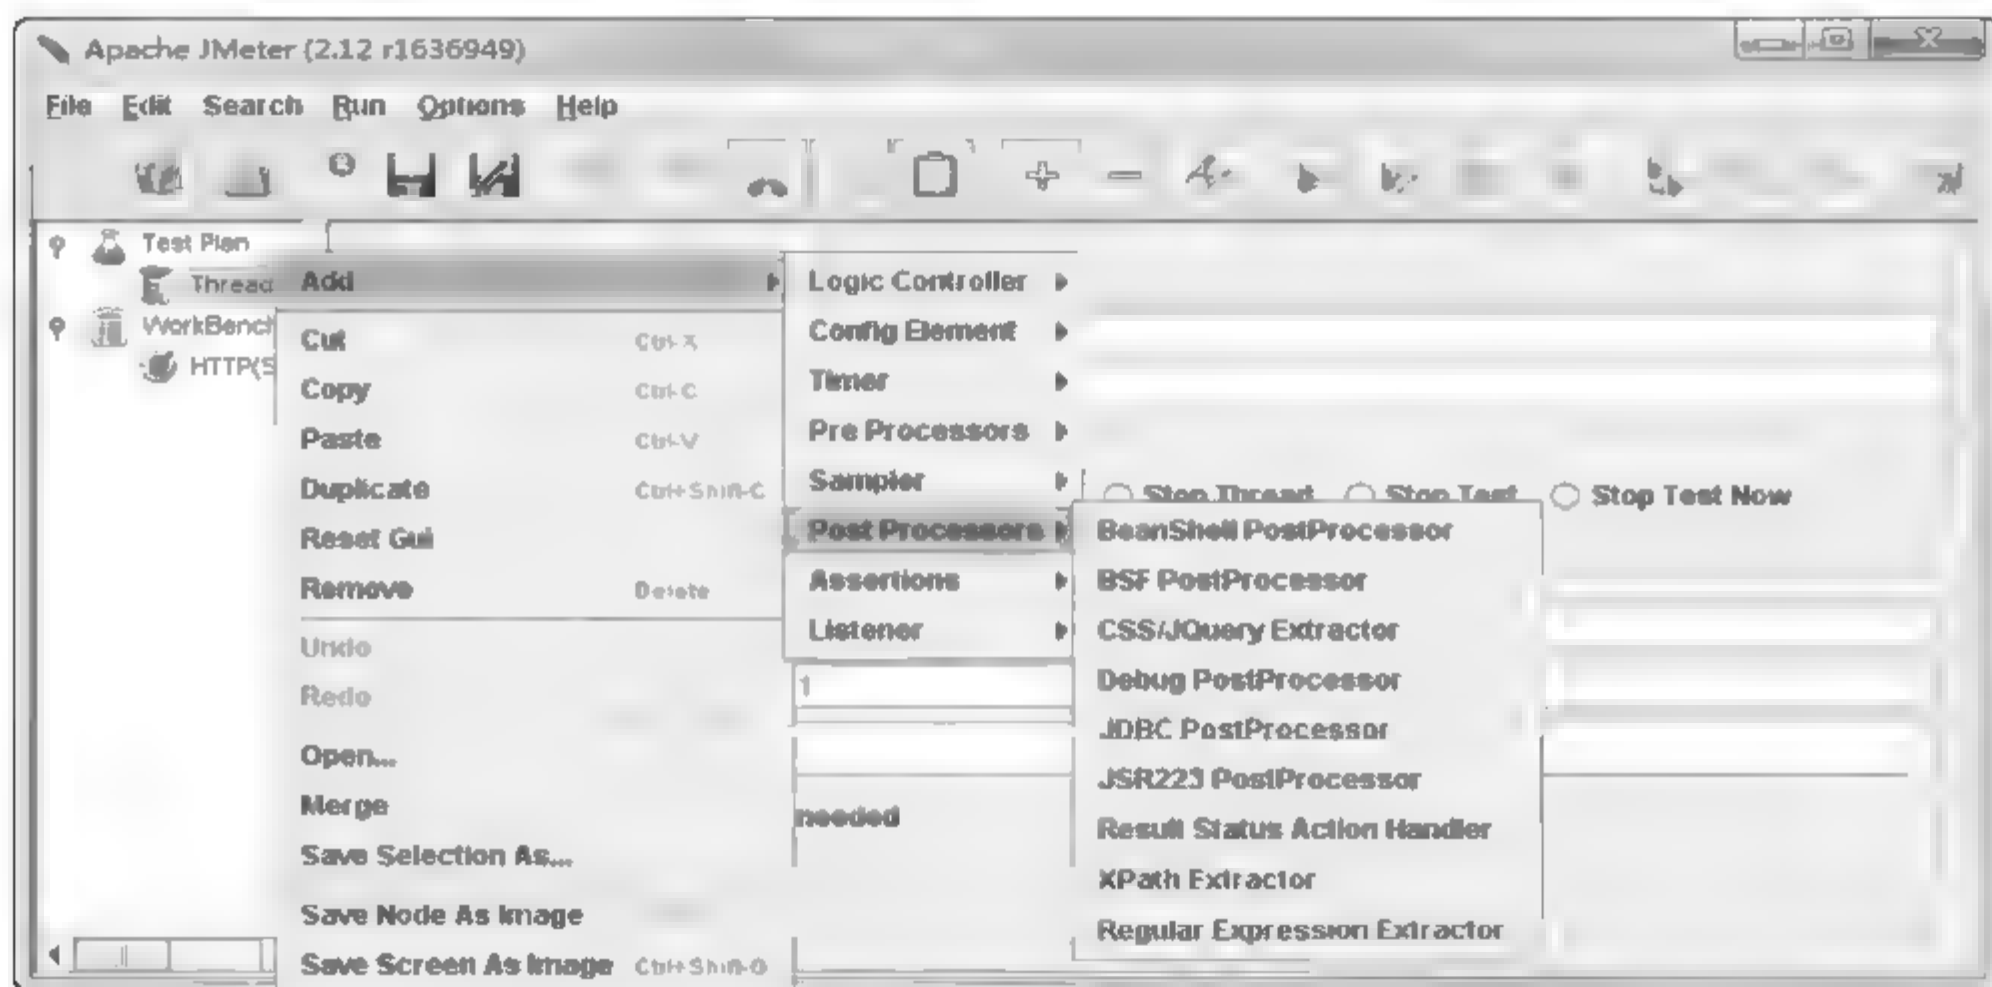 Apache JMeter (2.12 r1636949)
File Edit Search Run Options Help
Test Plan
Thread
WorkBench
HTTP(S
Add
Cut Ctrl-X
Copy Ctrl-C
Paste Ctrl-V
Duplicate Ctrl+Shift-C
Reset Gui
Remove Delete
Undo
Redo
Open...
Merge
Save Selection As...
Save Node As Image
Save Screen As Image Ctrl+Shift-G
Logic Controller
Config Element
Timer
Pre Processors
Sampler
Post Processors
Assertions
Listener
1
needed
Stop Thread Stop Test Stop Test Now
BeanShell PostProcessor
BSF PostProcessor
CSS/JQuery Extractor
Debug PostProcessor
JDBC PostProcessor
JSR223 PostProcessor
Result Status Action Handler
XPath Extractor
Regular Expression Extractor